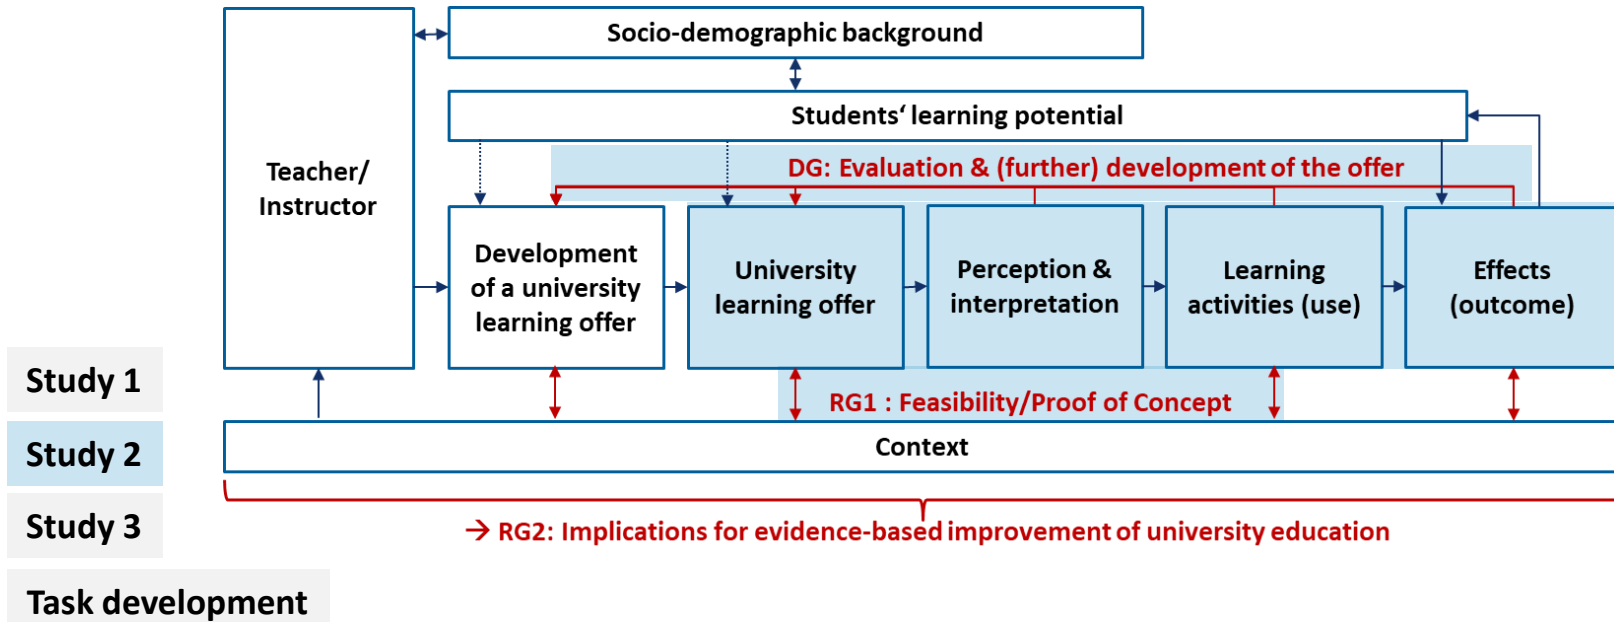 Socio-demographic background
Students‘ learning potential
Teacher/
Instructor
DG: Evaluation & (further) development of the offer
Development
of a university
learning offer
University
learning offer
Perception &
interpretation
Learning
activities (use)
Effects
(outcome)
Study 1
RG1 : Feasibility/Proof of Concept
Study 2
Context
Study 3
→ RG2: Implications for evidence-based improvement of university education
Task development